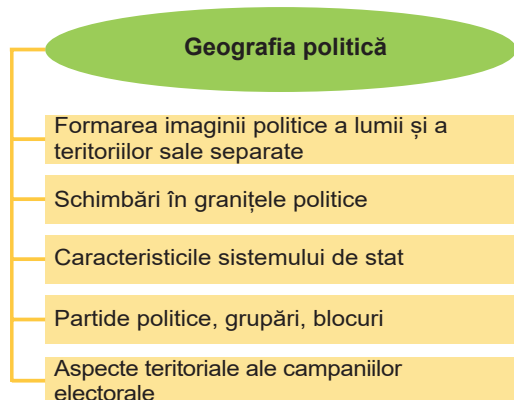 Geografia politică
Formarea imaginii politice a lumii și a
teritoriilor sale separate
Schimbări în granițele politice
Caracteristicile sistemului de stat
Partide politice, grupări, blocuri
Aspecte teritoriale ale campaniilor
electorale